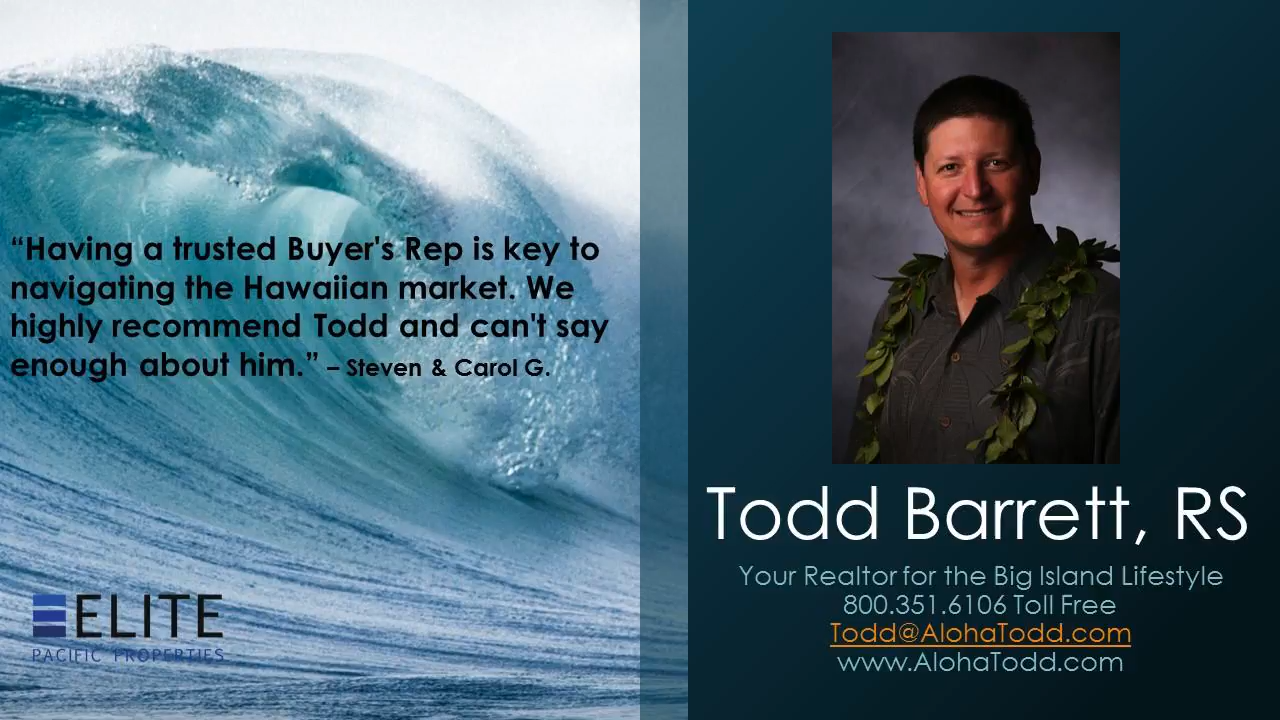 “Having a trusted Buyer's Rep is key to
navigating the Hawaiian market. We
highly recommend Todd and can't say
enough about him.” – Steven & Carol G.
ELITE
PACIFIC PROPERTIES
Todd Barrett, RS
Your Realtor for the Big Island Lifestyle
800.351.6106 Toll Free
Todd@AlohaTodd.com
www.AlohaTodd.com